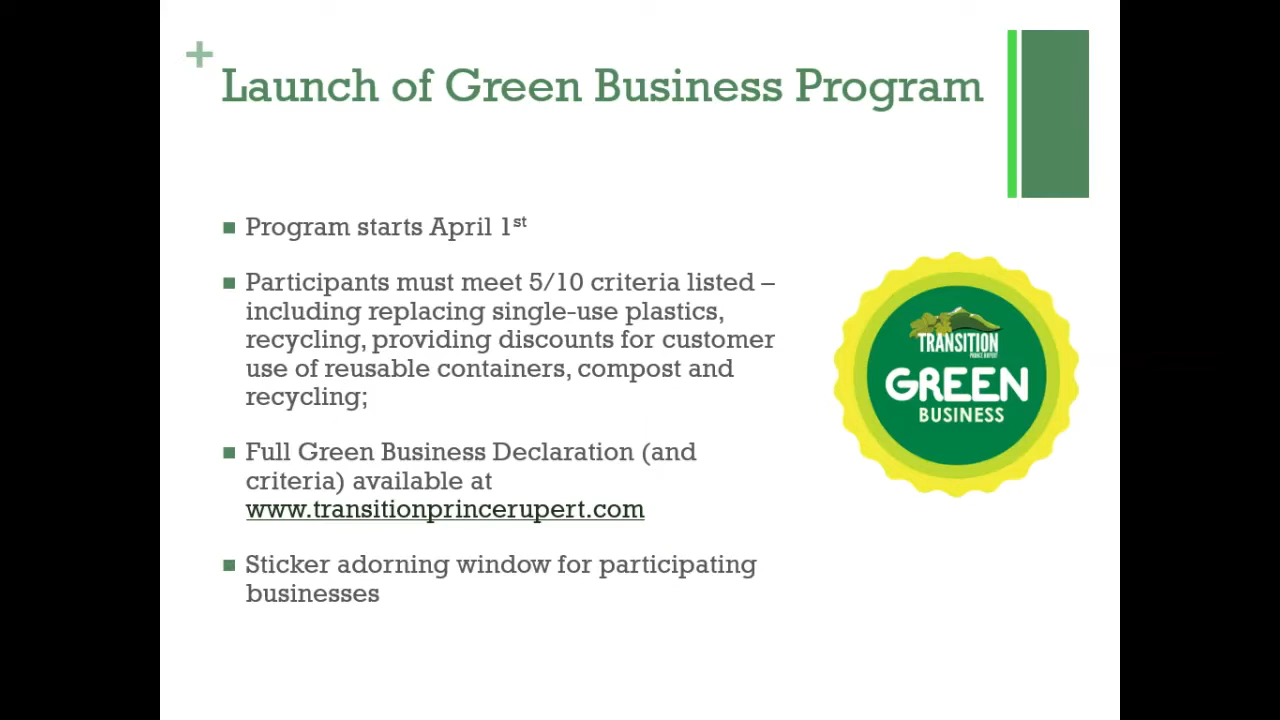 +
Launch of Green Business Program
Program starts April 1st
Participants must meet 5/10 criteria listed –
including replacing single-use plastics,
recycling, providing discounts for customer
use of reusable containers, compost and
recycling;
Full Green Business Declaration (and
criteria) available at
www.transitionprincerupert.com
Sticker adorning window for participating
businesses
TRANSITION
PRINCE RUPERT
GREEN
BUSINESS